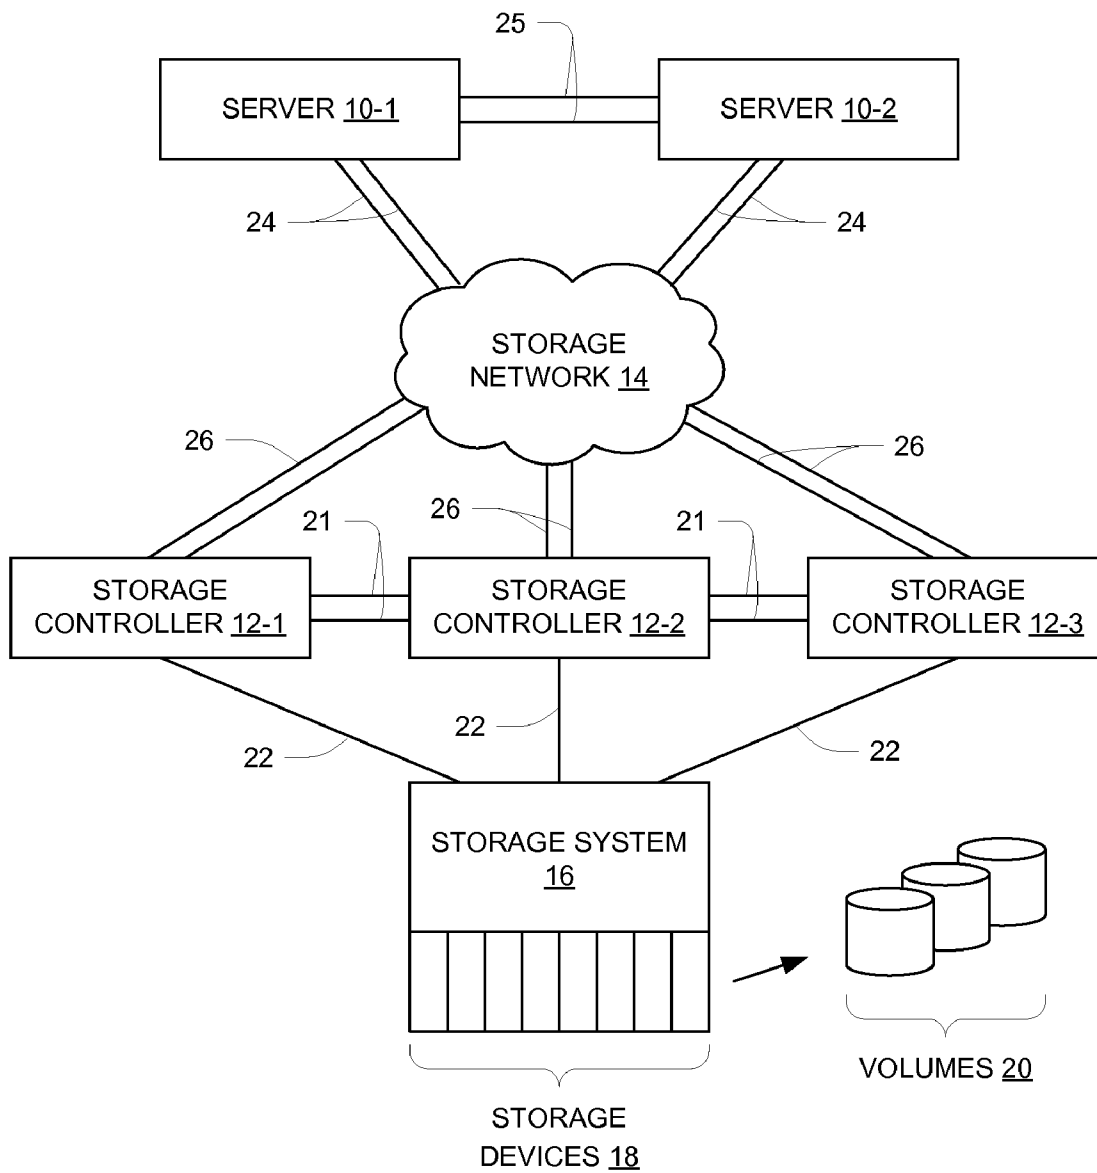 25
SERVER 10-1
SERVER 10-2
24
24
STORAGE
NETWORK 14
26
26
26
21
21
STORAGE
CONTROLLER 12-1
STORAGE
CONTROLLER 12-2
STORAGE
CONTROLLER 12-3
22
22
22
STORAGE SYSTEM
16
VOLUMES 20
STORAGE
DEVICES 18